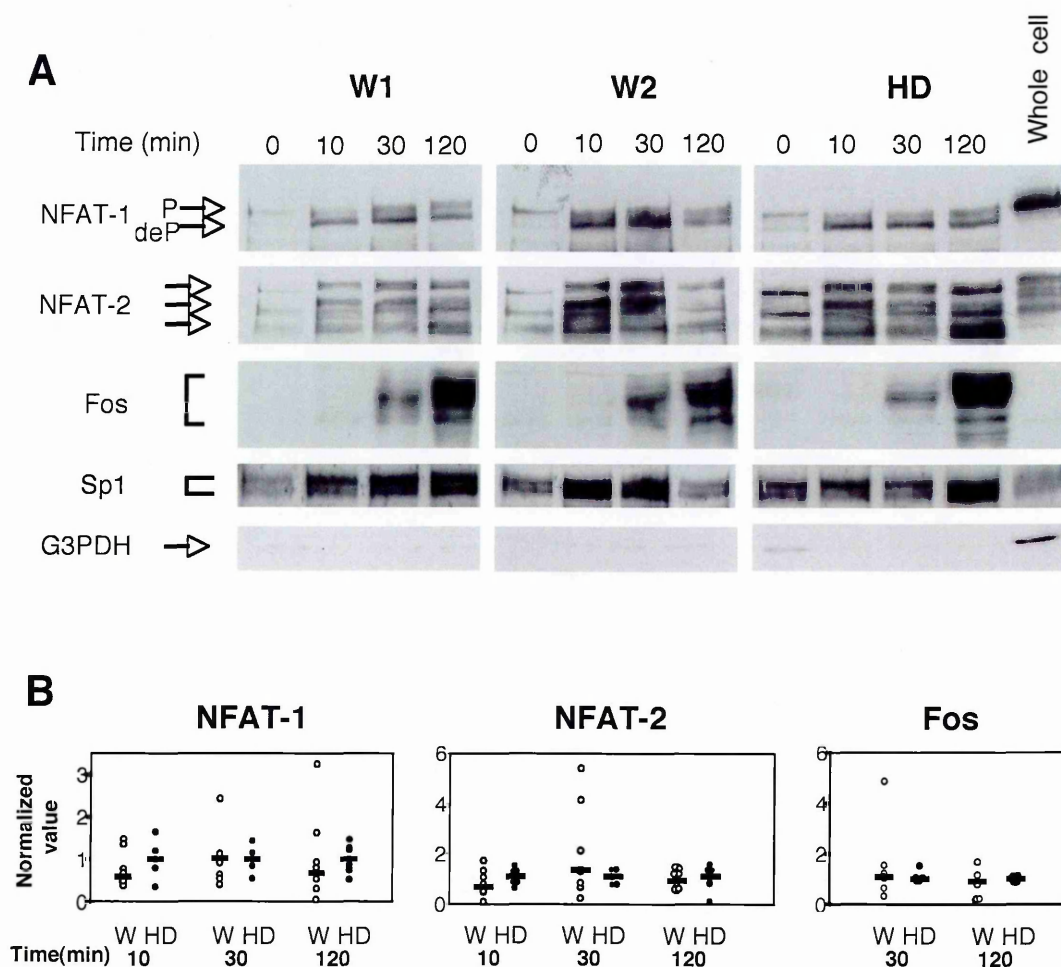 Whole cell
A
W1 W2 HD
Time (min) 0 10 30 120 0 10 30 120 0 10 30 120
NFAT-1 P
deP
NFAT-2
Fos
Sp1
G3PDH
B
NFAT-1 NFAT-2 Fos
Normalized value
3
2
1
0
6
4
2
0
6
4
2
0
W HD W HD W HD W HD W HD W HD W HD W HD
Time(min) 10 30 120 10 30 120 30 120